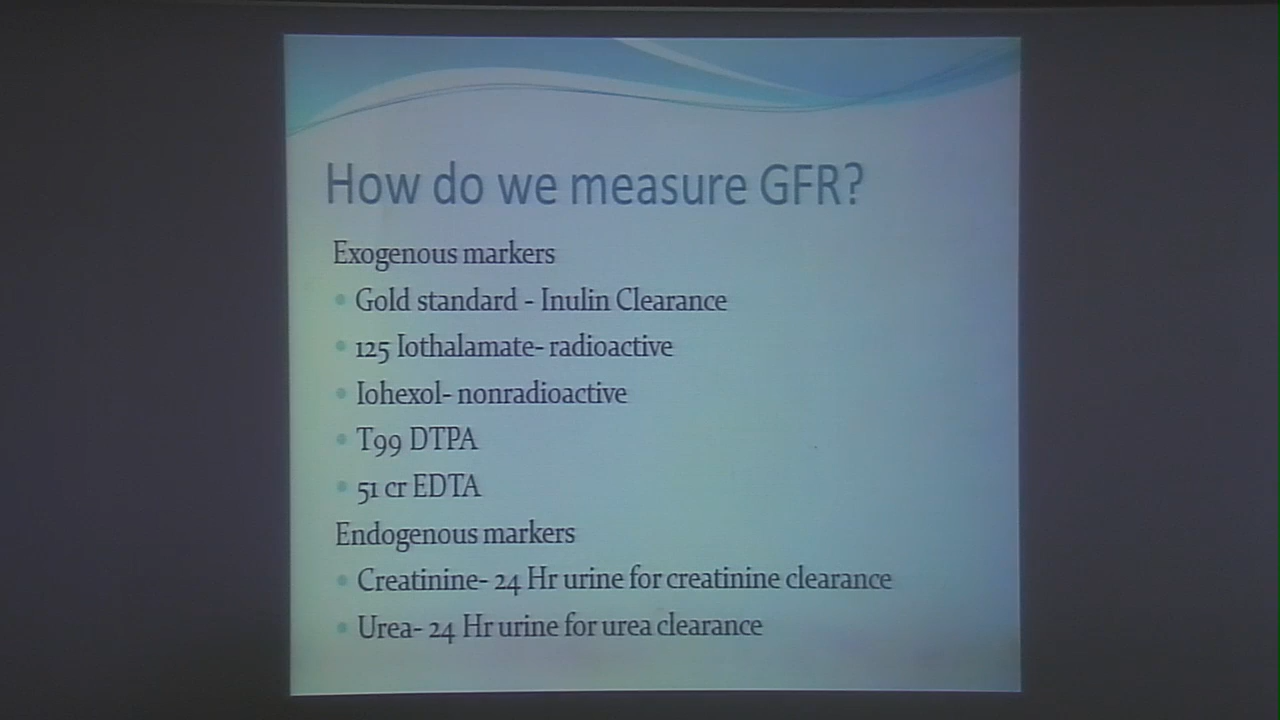 How do we measure GFR?
Exogenous markers
• Gold standard - Inulin Clearance
• 125 Iothalamate- radioactive
• Iohexol- nonradioactive
• T99 DTPA
• 51 cr EDTA
Endogenous markers
• Creatinine- 24 Hr urine for creatinine clearance
• Urea- 24 Hr urine for urea clearance